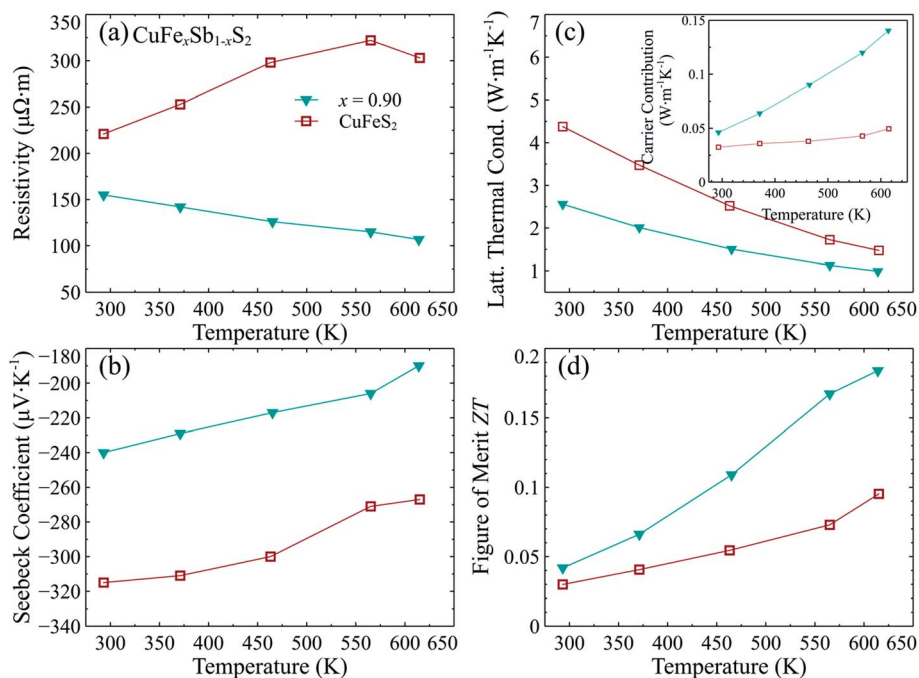 (a) CuFeₓSb₁₋ₓS₂
350
300
250
200
150
100
50
Resistivity (μΩ·m)
x = 0.90
CuFeS₂
300 350 400 450 500 550 600 650
Temperature (K)
(c)
7
6
5
4
3
2
1
Latt. Thermal Cond. (W·m⁻¹K⁻¹)
0.15
0.1
0.05
0
Carrier Contribution
(W·m⁻¹K⁻¹)
300 400 500 600
Temperature (K)
300 350 400 450 500 550 600 650
Temperature (K)
(b)
−180
−200
−220
−240
−260
−280
−300
−320
−340
Seebeck Coefficient (μV·K⁻¹)
300 350 400 450 500 550 600 650
Temperature (K)
(d)
0.2
0.15
0.1
0.05
0
Figure of Merit ZT
300 350 400 450 500 550 600 650
Temperature (K)